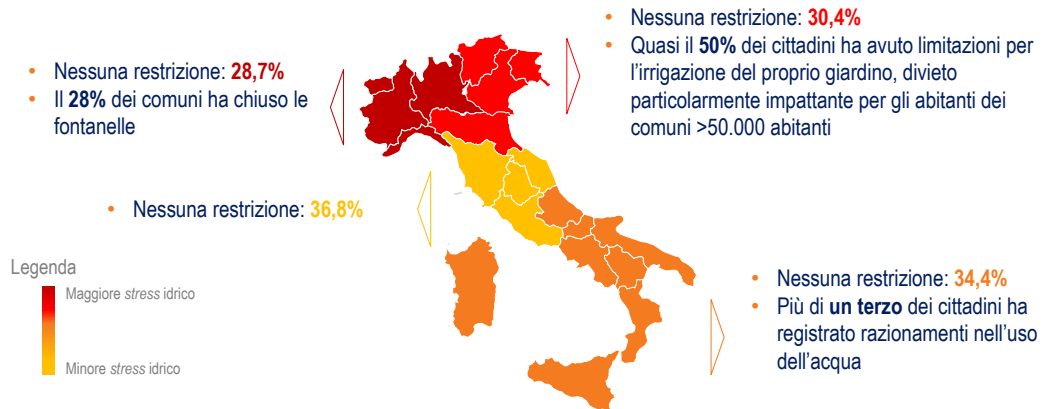 • Nessuna restrizione: 28,7%
• Il 28% dei comuni ha chiuso le
fontanelle
• Nessuna restrizione: 30,4%
• Quasi il 50% dei cittadini ha avuto limitazioni per
l'irrigazione del proprio giardino, divieto
particolarmente impattante per gli abitanti dei
comuni >50.000 abitanti
• Nessuna restrizione: 36,8%
Legenda
Maggiore stress idrico
Minore stress idrico
• Nessuna restrizione: 34,4%
• Più di un terzo dei cittadini ha
registrato razionamenti nell'uso
dell'acqua